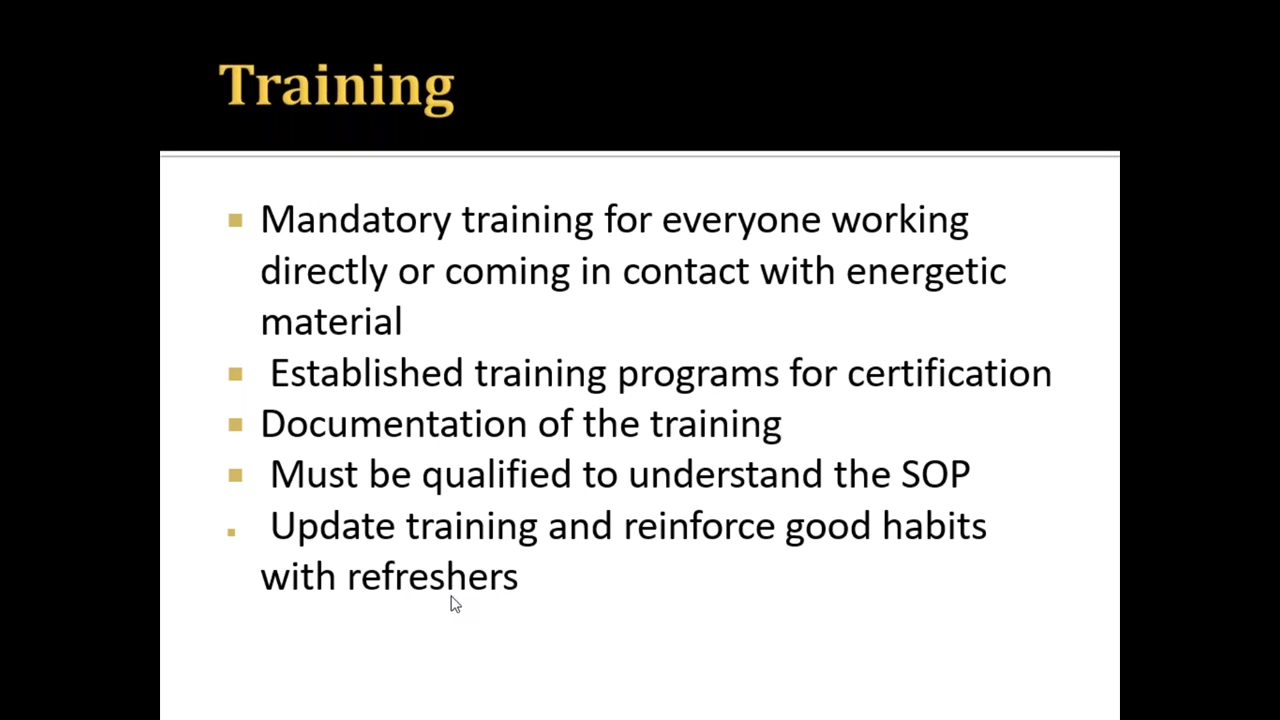 Training
Mandatory training for everyone working
directly or coming in contact with energetic
material
Established training programs for certification
Documentation of the training
Must be qualified to understand the SOP
Update training and reinforce good habits
with refreshers